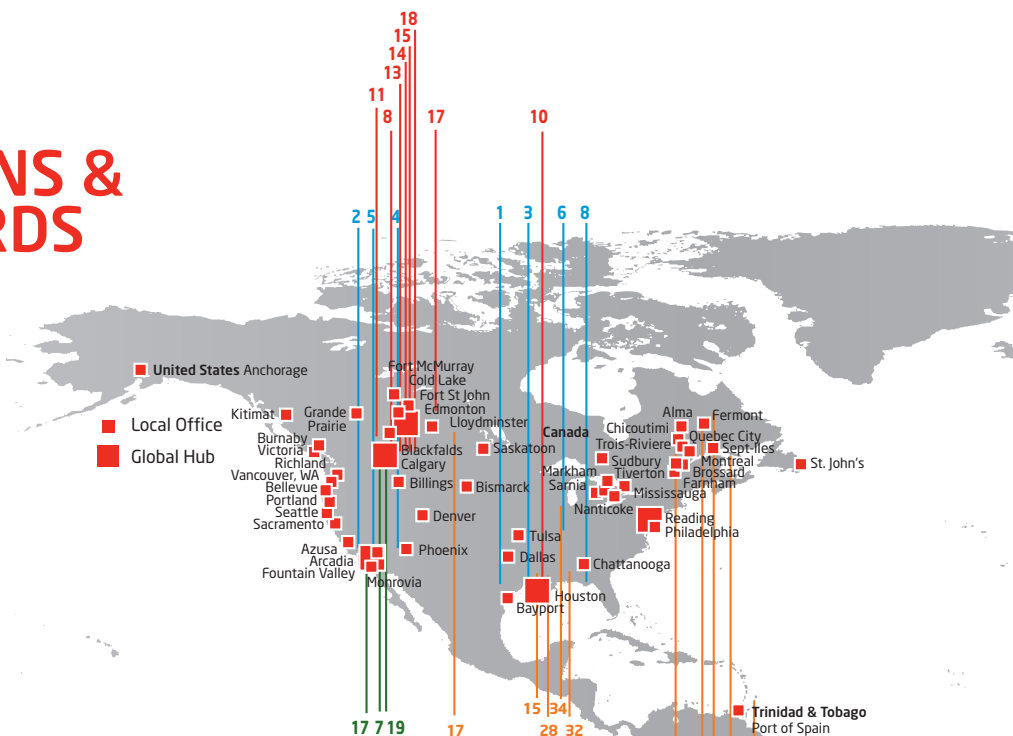 18
15
14
13
11
8
17
10
NS &
RDS
2
5
4
1
3
6
8
Fort McMurray
United States Anchorage
Cold Lake
Fort St John
Kitimat
Grande
Prairie
Edmonton
Lloydminster
Alma
Fermont
Local Office
Chicoutimi
Canada
Quebec City
Burnaby
Victoria
Trois-Riviere
Sept-Iles
Global Hub
Blackfalds
Saskatoon
Richland
Calgary
Sudbury
Montreal
St. John's
Vancouver, WA
Markham
Tiverton
Brossard
Bellevue
Billings
Bismarck
Sarnia
Farnham
Portland
Mississauga
Seattle
Nanticoke
Sacramento
Denver
Reading
Philadelphia
Tulsa
Azusa
Phoenix
Arcadia
Dallas
Chattanooga
Fountain Valley
Monrovia
Houston
Bayport
15
34
Trinidad & Tobago
17
7
19
17
28
32
Port of Spain